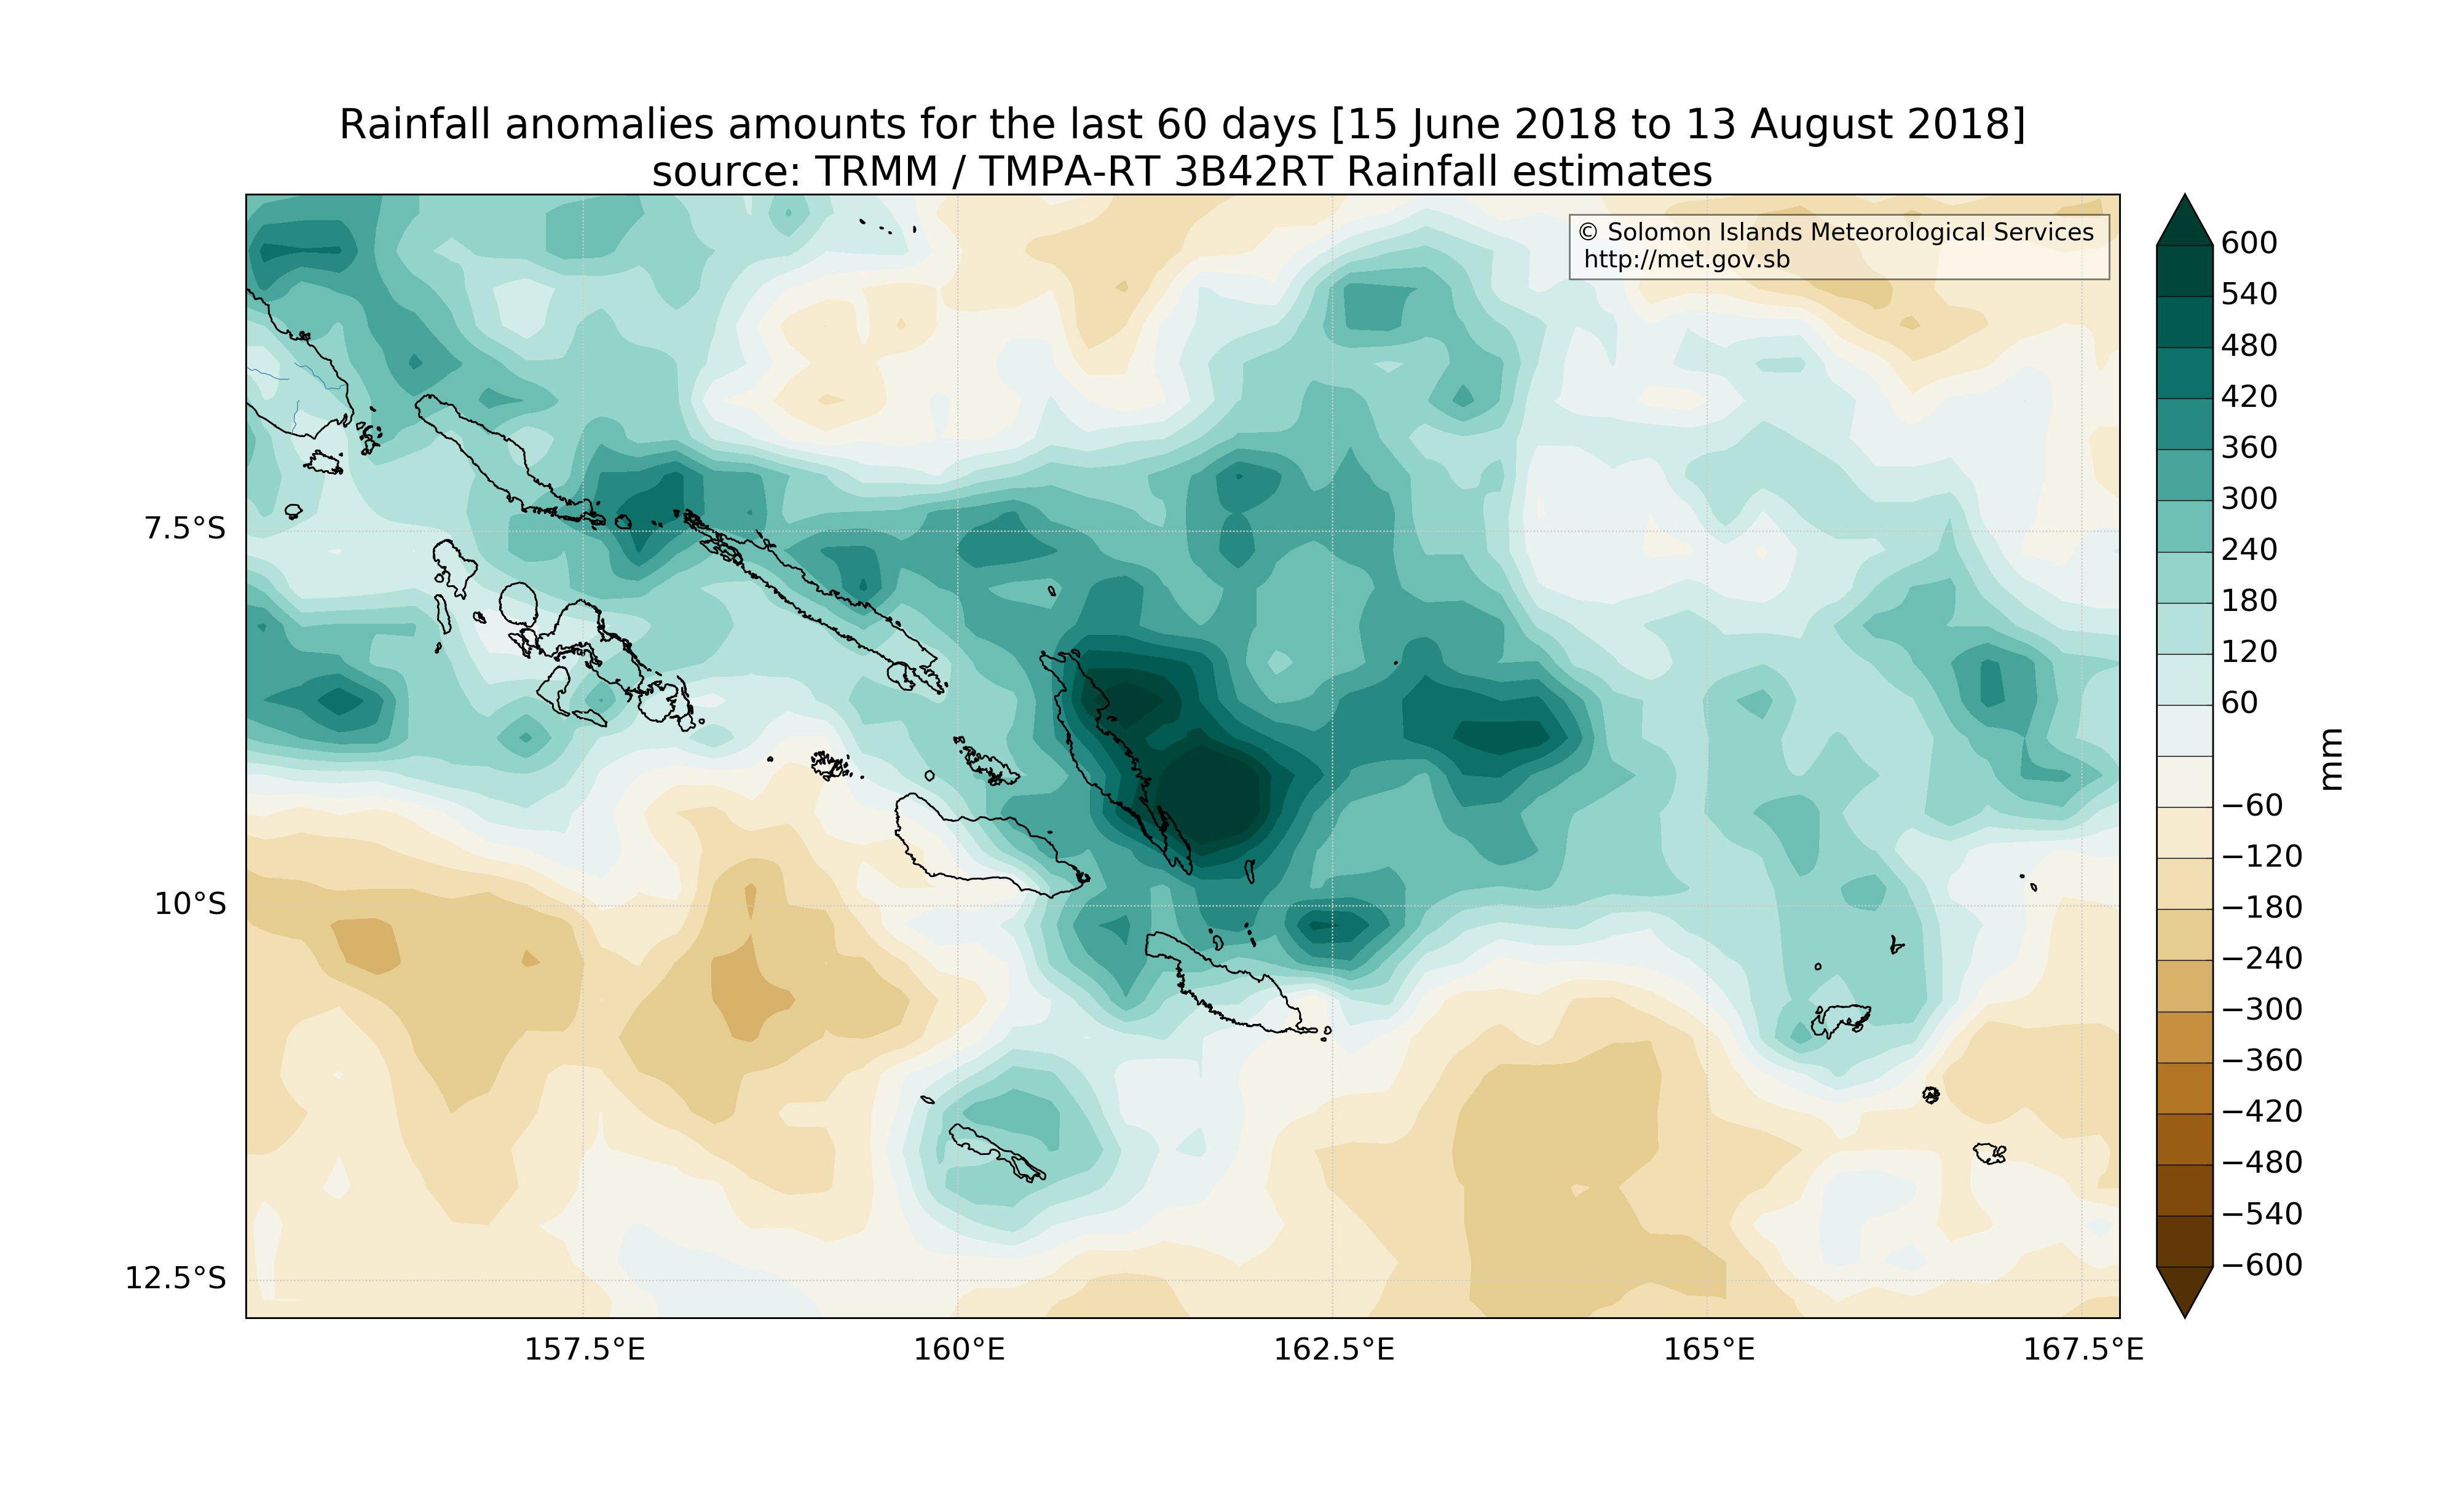 Rainfall anomalies amounts for the last 60 days [15 June 2018 to 13 August 2018]
source: TRMM / TMPA-RT 3B42RT Rainfall estimates
© Solomon Islands Meteorological Services
http://met.gov.sb
7.5°S
10°S
12.5°S
157.5°E
160°E
162.5°E
165°E
167.5°E
600
540
480
420
360
300
240
180
120
60
−60
−120
−180
−240
−300
−360
−420
−480
−540
−600
mm